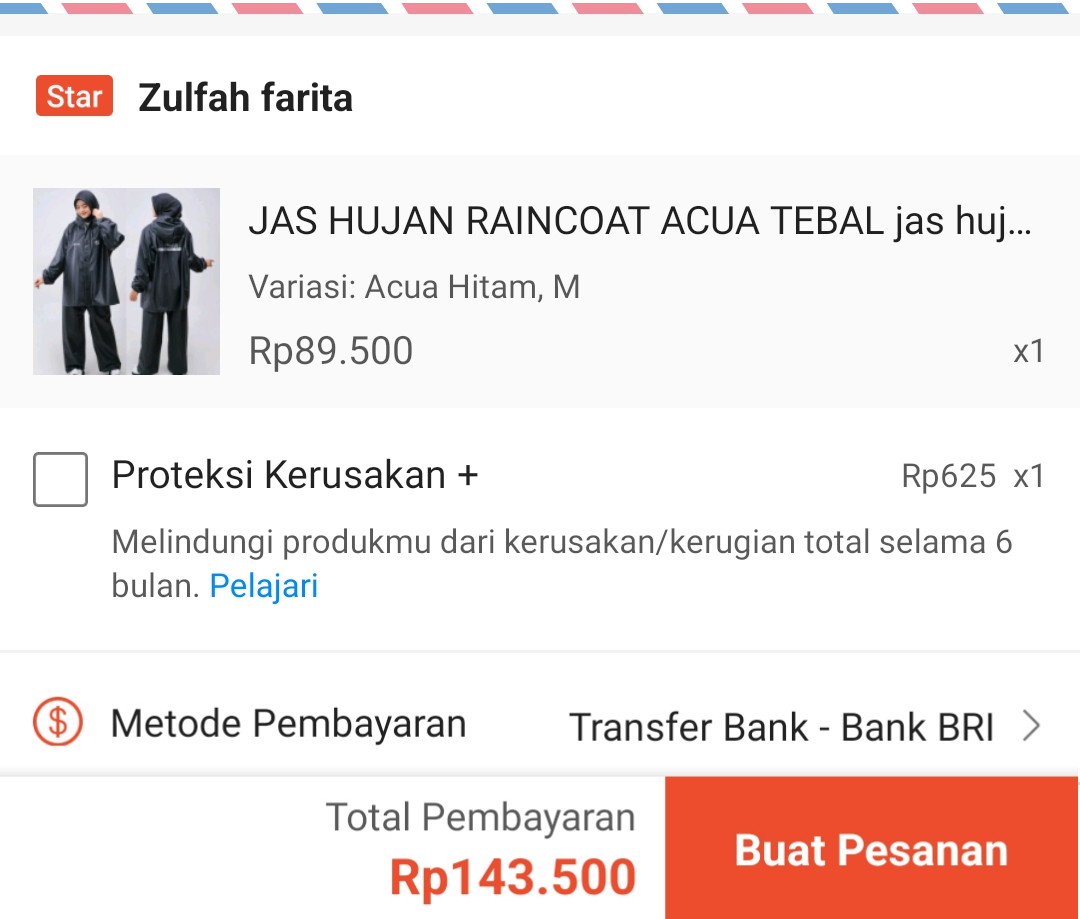 Star Zulfah farita
JAS HUJAN RAINCOAT ACUA TEBAL jas huj...
Variasi: Acua Hitam, M
Rp89.500 x1
Proteksi Kerusakan + Rp625 x1
Melindungi produkmu dari kerusakan/kerugian total selama 6
bulan. Pelajari
Metode Pembayaran Transfer Bank - Bank BRI
Total Pembayaran
Rp143.500
Buat Pesanan